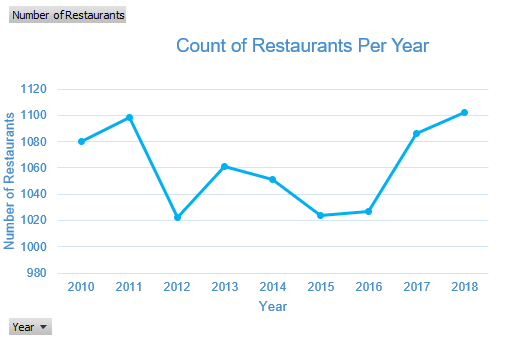 Number of Restaurants
Count of Restaurants Per Year
Number of Restaurants
1120
1100
1080
1060
1040
1020
1000
980
2010 2011 2012 2013 2014 2015 2016 2017 2018
Year
Year